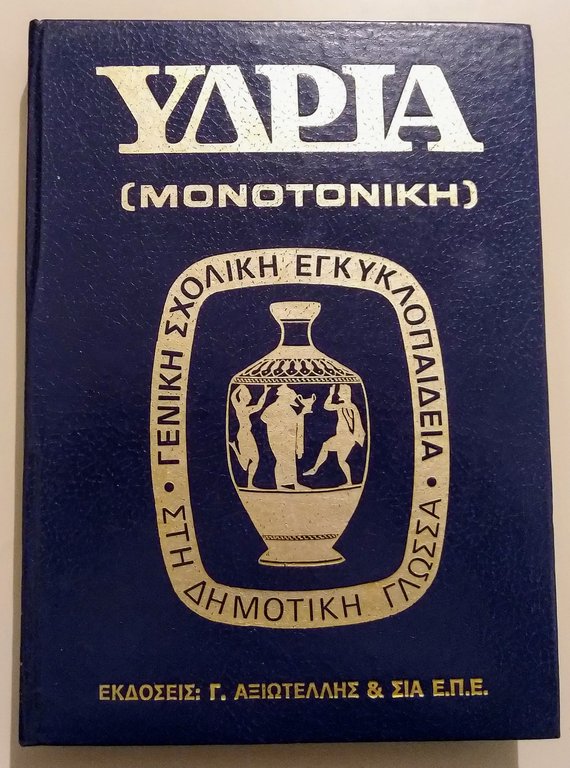 ΥΔΡΙΑ
(ΜΟΝΟΤΟΝΙΚΗ)
• ΓΕΝΙΚΗ ΣΧΟΛΙΚΗ ΕΓΚΥΚΛΟΠΑΙΔΕΙΑ •
ΣΤΗ ΔΗΜΟΤΙΚΗ ΓΛΩΣΣΑ
ΕΚΔΟΣΕΙΣ: Γ. ΑΞΙΩΤΕΛΛΗΣ & ΣΙΑ Ε.Π.Ε.